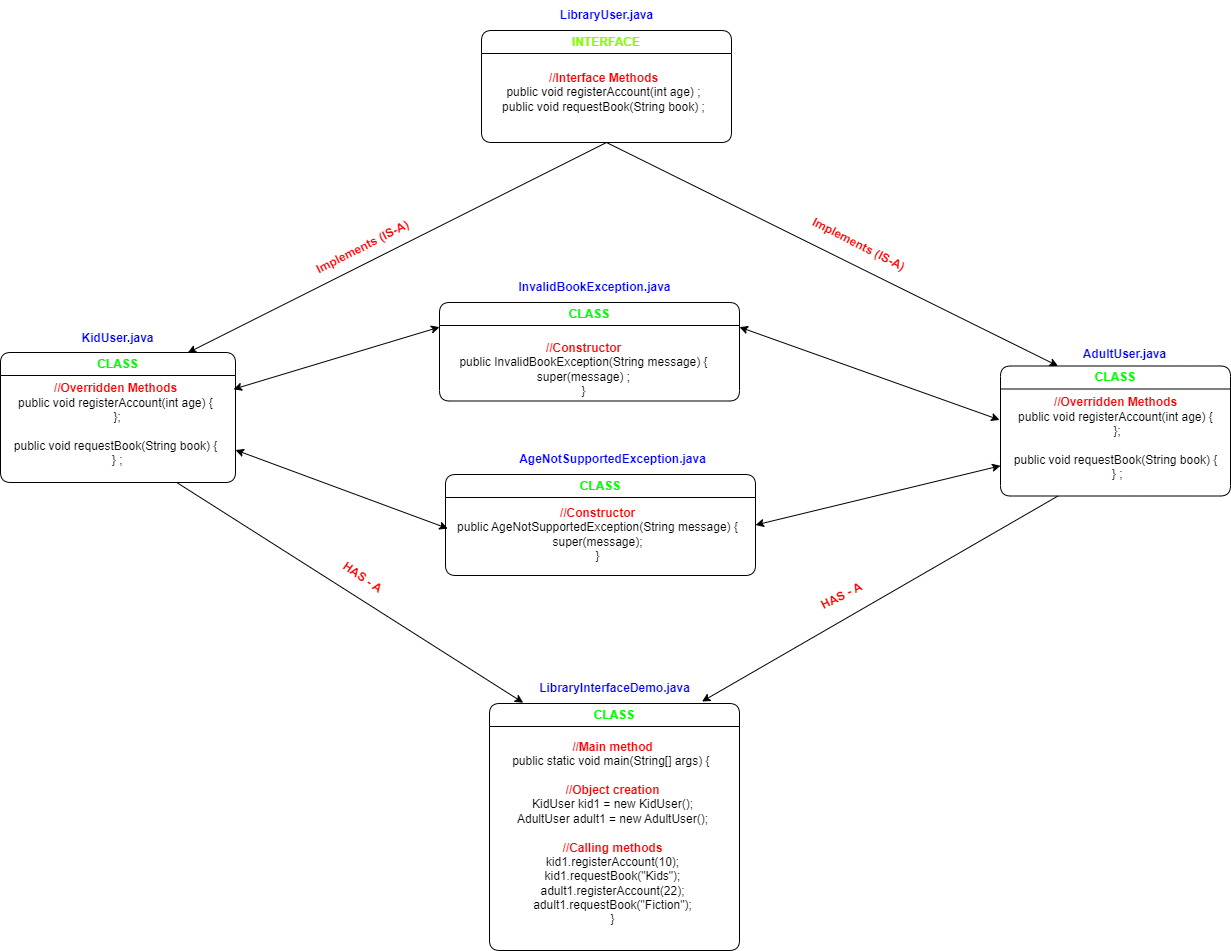 LibraryUser.java
INTERFACE
//Interface Methods
public void registerAccount(int age) ;
public void requestBook(String book) ;
Implements (IS-A)
Implements (IS-A)
InvalidBookException.java
CLASS
//Constructor
public InvalidBookException(String message) {
super(message) ;
}
KidUser.java
CLASS
//Overridden Methods
public void registerAccount(int age) {
};
public void requestBook(String book) {
} ;
AdultUser.java
CLASS
//Overridden Methods
public void registerAccount(int age) {
};
public void requestBook(String book) {
} ;
AgeNotSupportedException.java
CLASS
//Constructor
public AgeNotSupportedException(String message) {
super(message);
}
HAS - A
HAS - A
LibraryInterfaceDemo.java
CLASS
//Main method
public static void main(String[] args) {
//Object creation
KidUser kid1 = new KidUser();
AdultUser adult1 = new AdultUser();
//Calling methods
kid1.registerAccount(10);
kid1.requestBook("Kids");
adult1.registerAccount(22);
adult1.requestBook("Fiction");
}